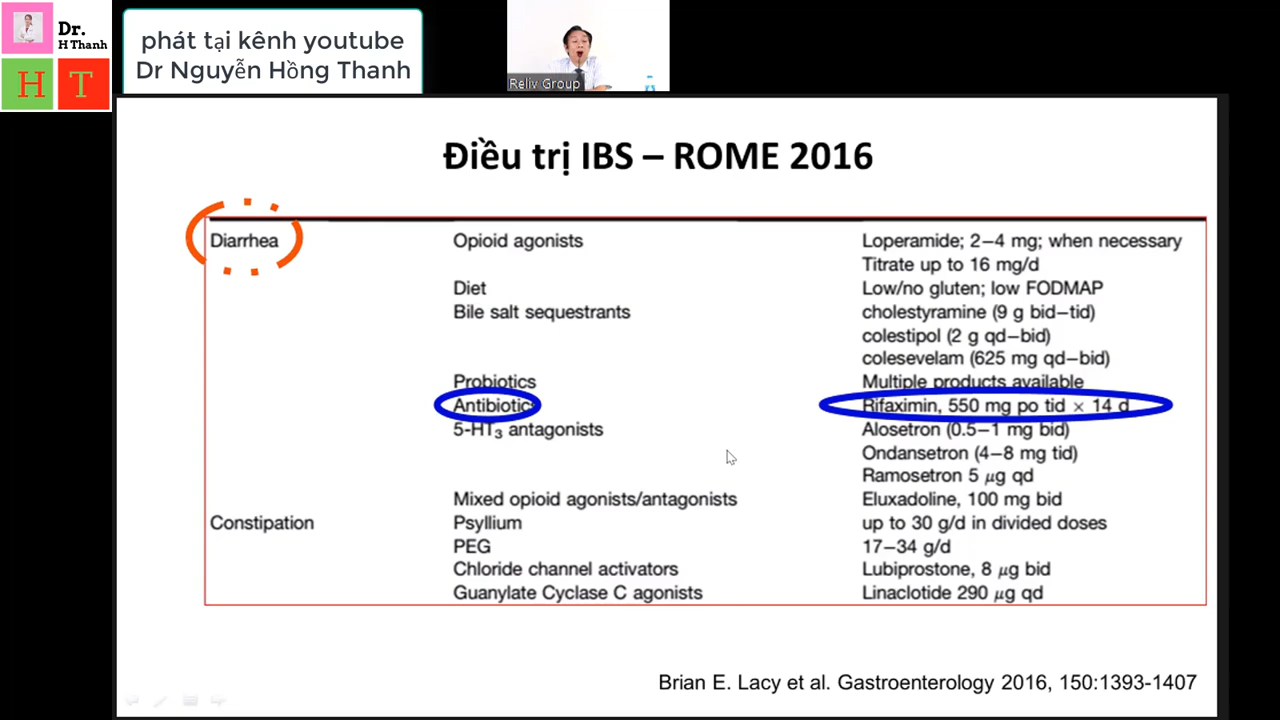 Dr.
H Thanh
H T
phát tại kênh youtube
Dr Nguyễn Hồng Thanh
Reliv Group
Điều trị IBS – ROME 2016
Diarrhea Opioid agonists Loperamide; 2–4 mg; when necessary
Titrate up to 16 mg/d
Diet Low/no gluten; low FODMAP
Bile salt sequestrants cholestyramine (9 g bid–tid)
colestipol (2 g qd–bid)
colesevelam (625 mg qd–bid)
Probiotics Multiple products available
Antibiotics Rifaximin, 550 mg po tid × 14 d
5-HT₃ antagonists Alosetron (0.5–1 mg bid)
Ondansetron (4–8 mg tid)
Ramosetron 5 μg qd
Mixed opioid agonists/antagonists Eluxadoline, 100 mg bid
Constipation Psyllium up to 30 g/d in divided doses
PEG 17–34 g/d
Chloride channel activators Lubiprostone, 8 μg bid
Guanylate Cyclase C agonists Linaclotide 290 μg qd
Brian E. Lacy et al. Gastroenterology 2016, 150:1393-1407